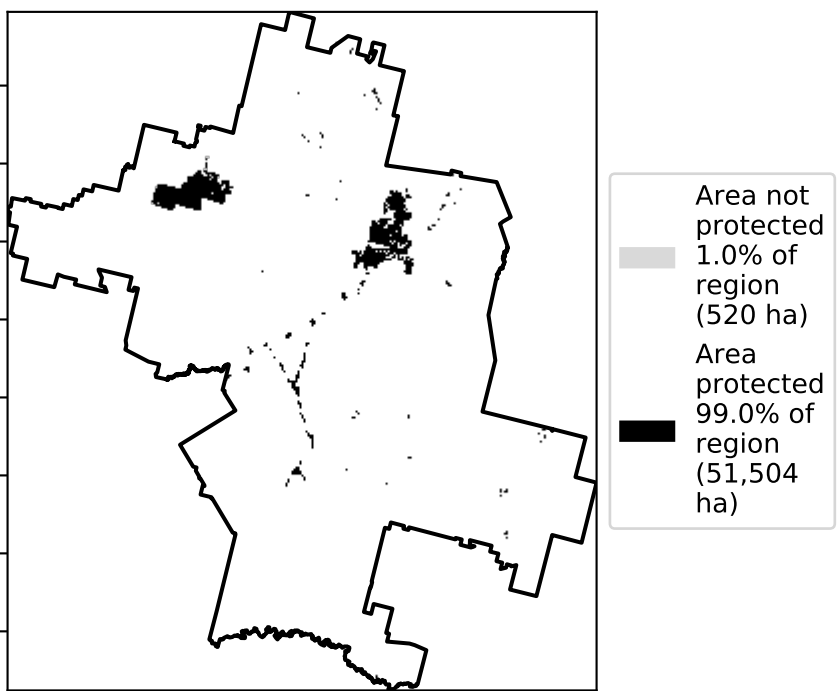 Area not
protected
1.0% of
region
(520 ha)
Area
protected
99.0% of
region
(51,504
ha)